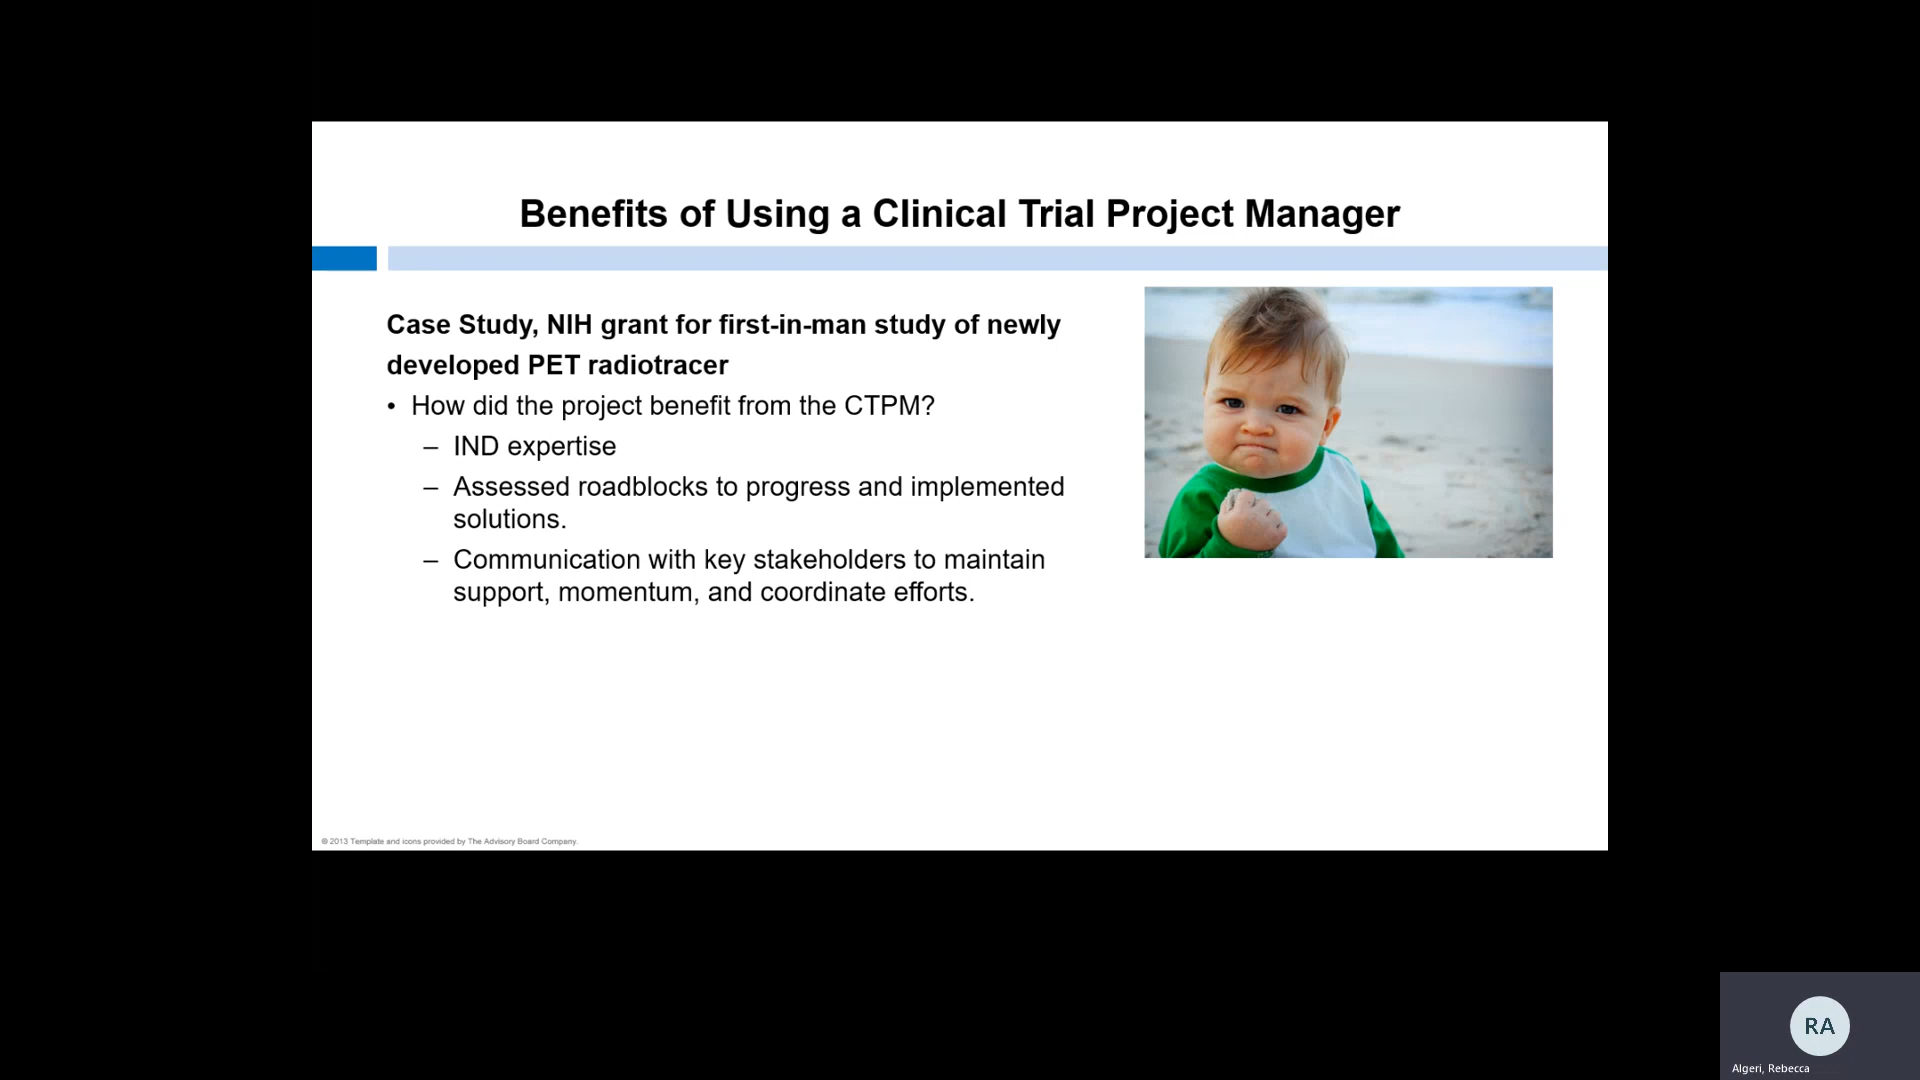 Benefits of Using a Clinical Trial Project Manager
Case Study, NIH grant for first-in-man study of newly
developed PET radiotracer
• How did the project benefit from the CTPM?
– IND expertise
– Assessed roadblocks to progress and implemented
solutions.
– Communication with key stakeholders to maintain
support, momentum, and coordinate efforts.
© 2013 Template and icons provided by The Advisory Board Company.
RA
Algeri, Rebecca